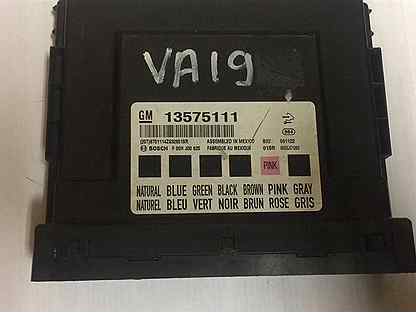 VA19
GM 13575111
ASSEMBLED IN MEXICO
BOSCH FABRIQUE AU MEXIQUE
PINK
NATURAL BLUE GREEN BLACK BROWN PINK GRAY
NATUREL BLEU VERT NOIR BRUN ROSE GRIS